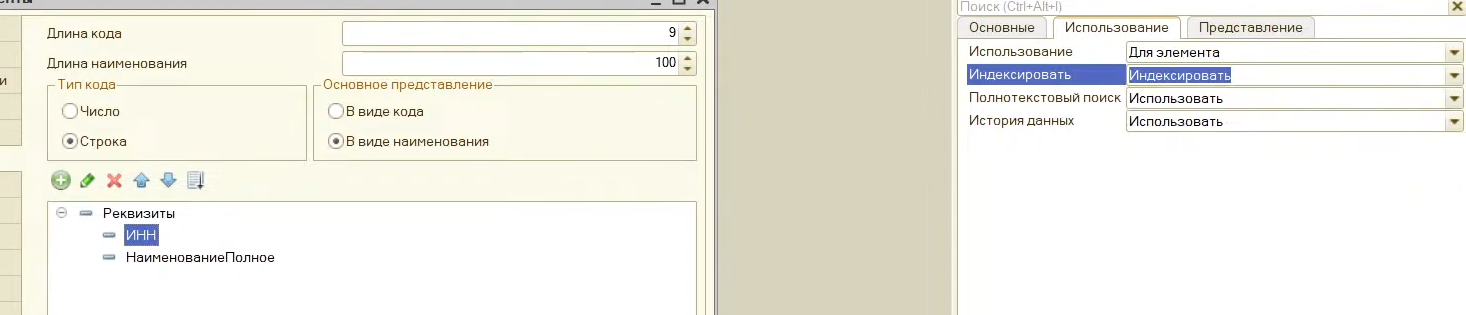 Длина кода 9
Длина наименования 100
Тип кода
Число
Строка
Основное представление
В виде кода
В виде наименования
Реквизиты
ИНН
НаименованиеПолное
Поиск (Ctrl+Alt+I)
Основные Использование Представление
Использование Для элемента
Индексировать Индексировать
Полнотекстовый поиск Использовать
История данных Использовать